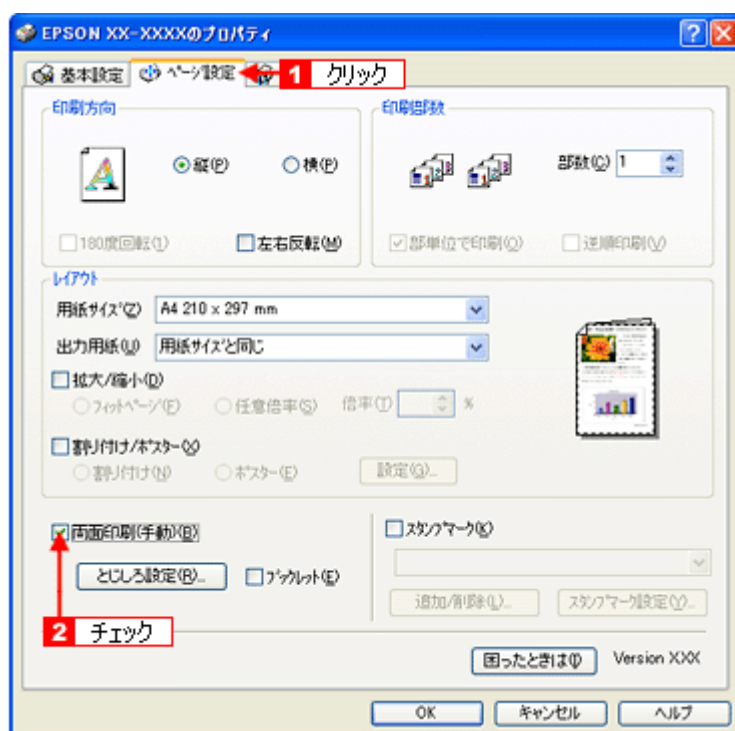 EPSON XX-XXXXのプロパティ
基本設定 ページ設定 1 クリック
印刷方向 印刷部数
縦(P) 横(P) 部数(C) 1
180度回転(1) 左右反転(M) 部単位で印刷(O) 逆順印刷(V)
レイアウト
用紙サイズ(Z) A4 210 x 297 mm
出力用紙(U) 用紙サイズと同じ
拡大/縮小(D)
フィットページ(F) 任意倍率(S) 倍率(T) %
割り付け/ポスター(X)
割り付け(N) ポスター(E) 設定(G)...
両面印刷(手動)(B) スタンプマーク(K)
とじしろ設定(R)... ブックレット(E)
追加/削除(L)... スタンプマーク設定(Y)...
2 チェック
困ったときは(I) Version XXX
OK キャンセル ヘルプ